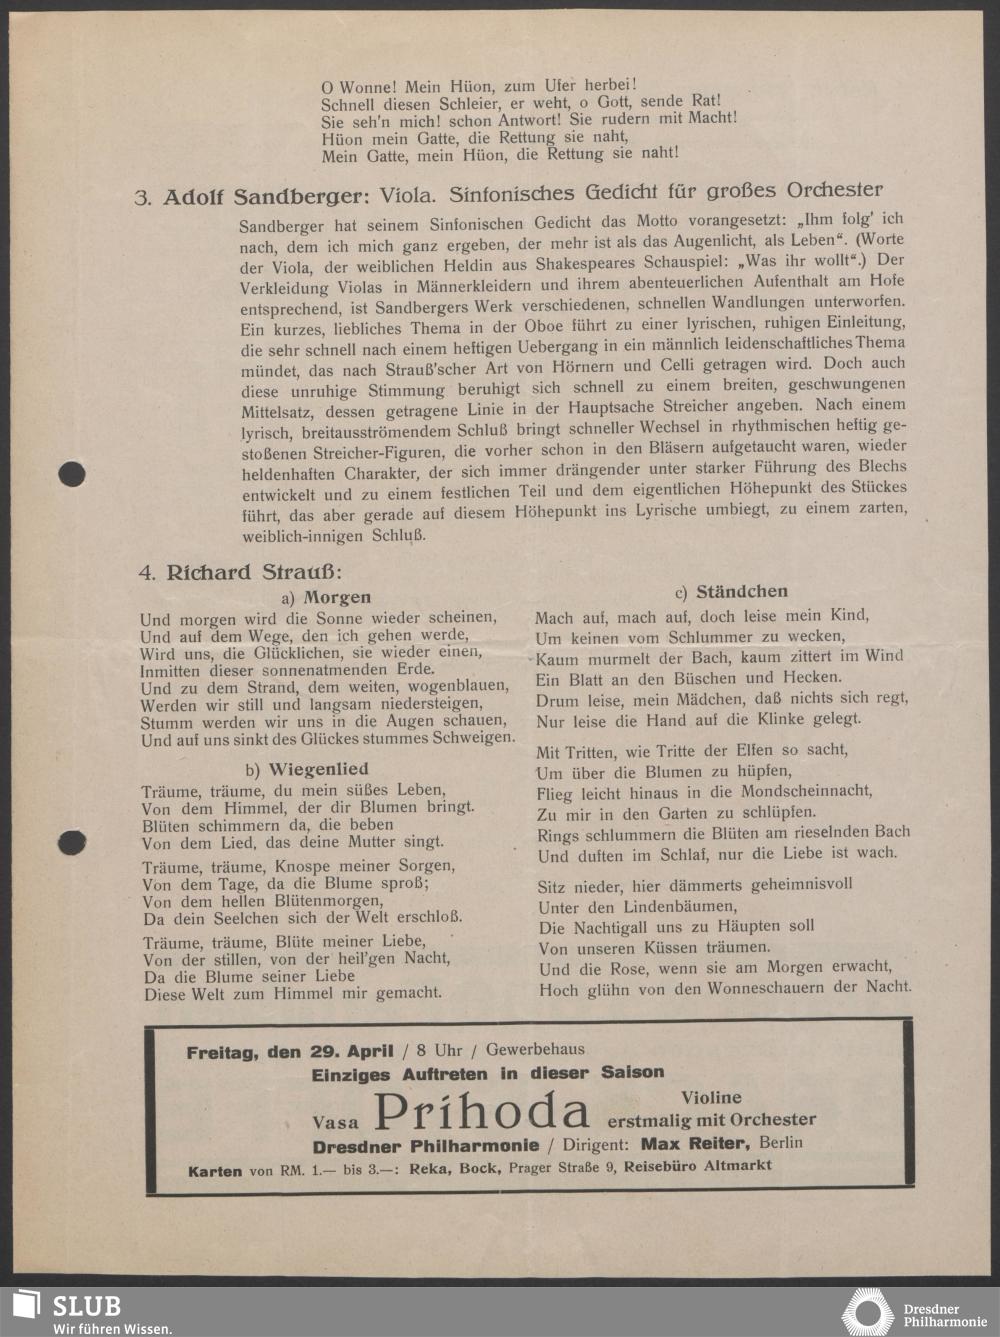 O Wonne! Mein Hüon, zum Ufer herbei!
Schnell diesen Schleier, er weht, o Gott, sende Rat!
Sie seh'n mich! schon Antwort! Sie rudern mit Macht!
Hüon mein Gatte, die Rettung sie naht,
Mein Gatte, mein Hüon, die Rettung sie naht!
3. Adolf Sandberger: Viola. Sinfonisches Gedicht für großes Orchester
Sandberger hat seinem Sinfonischen Gedicht das Motto vorangesetzt: „Ihm folg' ich
nach, dem ich mich ganz ergeben, der mehr ist als das Augenlicht, als Leben“. (Worte
der Viola, der weiblichen Heldin aus Shakespeares Schauspiel: „Was ihr wollt“.) Der
Verkleidung Violas in Männerkleidern und ihrem abenteuerlichen Aufenthalt am Hofe
entsprechend, ist Sandbergers Werk verschiedenen, schnellen Wandlungen unterworfen.
Ein kurzes, liebliches Thema in der Oboe führt zu einer lyrischen, ruhigen Einleitung,
die sehr schnell nach einem heftigen Uebergang in ein männlich leidenschaftliches Thema
mündet, das nach Strauß'scher Art von Hörnern und Celli getragen wird. Doch auch
diese unruhige Stimmung beruhigt sich schnell zu einem breiten, geschwungenen
Mittelsatz, dessen getragene Linie in der Hauptsache Streicher angeben. Nach einem
lyrisch, breitausströmendem Schluß bringt schneller Wechsel in rhythmischen heftig ge-
stoßenen Streicher-Figuren, die vorher schon in den Bläsern aufgetaucht waren, wieder
heldenhaften Charakter, der sich immer drängender unter starker Führung des Blechs
entwickelt und zu einem festlichen Teil und dem eigentlichen Höhepunkt des Stückes
führt, das aber gerade auf diesem Höhepunkt ins Lyrische umbiegt, zu einem zarten,
weiblich-innigen Schluß.
4. Richard Strauß:
a) Morgen
Und morgen wird die Sonne wieder scheinen,
Und auf dem Wege, den ich gehen werde,
Wird uns, die Glücklichen, sie wieder einen,
Inmitten dieser sonnenatmenden Erde.
Und zu dem Strand, dem weiten, wogenblauen,
Werden wir still und langsam niedersteigen,
Stumm werden wir uns in die Augen schauen,
Und auf uns sinkt des Glückes stummes Schweigen.
b) Wiegenlied
Träume, träume, du mein süßes Leben,
Von dem Himmel, der dir Blumen bringt.
Blüten schimmern da, die beben
Von dem Lied, das deine Mutter singt.
Träume, träume, Knospe meiner Sorgen,
Von dem Tage, da die Blume sproß;
Von dem hellen Blütenmorgen,
Da dein Seelchen sich der Welt erschloß.
Träume, träume, Blüte meiner Liebe,
Von der stillen, von der heil'gen Nacht,
Da die Blume seiner Liebe
Diese Welt zum Himmel mir gemacht.
c) Ständchen
Mach auf, mach auf, doch leise mein Kind,
Um keinen vom Schlummer zu wecken,
Kaum murmelt der Bach, kaum zittert im Wind
Ein Blatt an den Büschen und Hecken.
Drum leise, mein Mädchen, daß nichts sich regt,
Nur leise die Hand auf die Klinke gelegt.
Mit Tritten, wie Tritte der Elfen so sacht,
Um über die Blumen zu hüpfen,
Flieg leicht hinaus in die Mondscheinnacht,
Zu mir in den Garten zu schlüpfen.
Rings schlummern die Blüten am rieselnden Bach
Und duften im Schlaf, nur die Liebe ist wach.
Sitz nieder, hier dämmerts geheimnisvoll
Unter den Lindenbäumen,
Die Nachtigall uns zu Häupten soll
Von unseren Küssen träumen.
Und die Rose, wenn sie am Morgen erwacht,
Hoch glühn von den Wonneschauern der Nacht.
Freitag, den 29. April / 8 Uhr / Gewerbehaus
Einziges Auftreten in dieser Saison
Vasa Prihoda Violine
erstmalig mit Orchester
Dresdner Philharmonie / Dirigent: Max Reiter, Berlin
Karten von RM. 1.— bis 3.—: Reka, Bock, Prager Straße 9, Reisebüro Altmarkt
SLUB
Wir führen Wissen.
Dresdner
Philharmonie